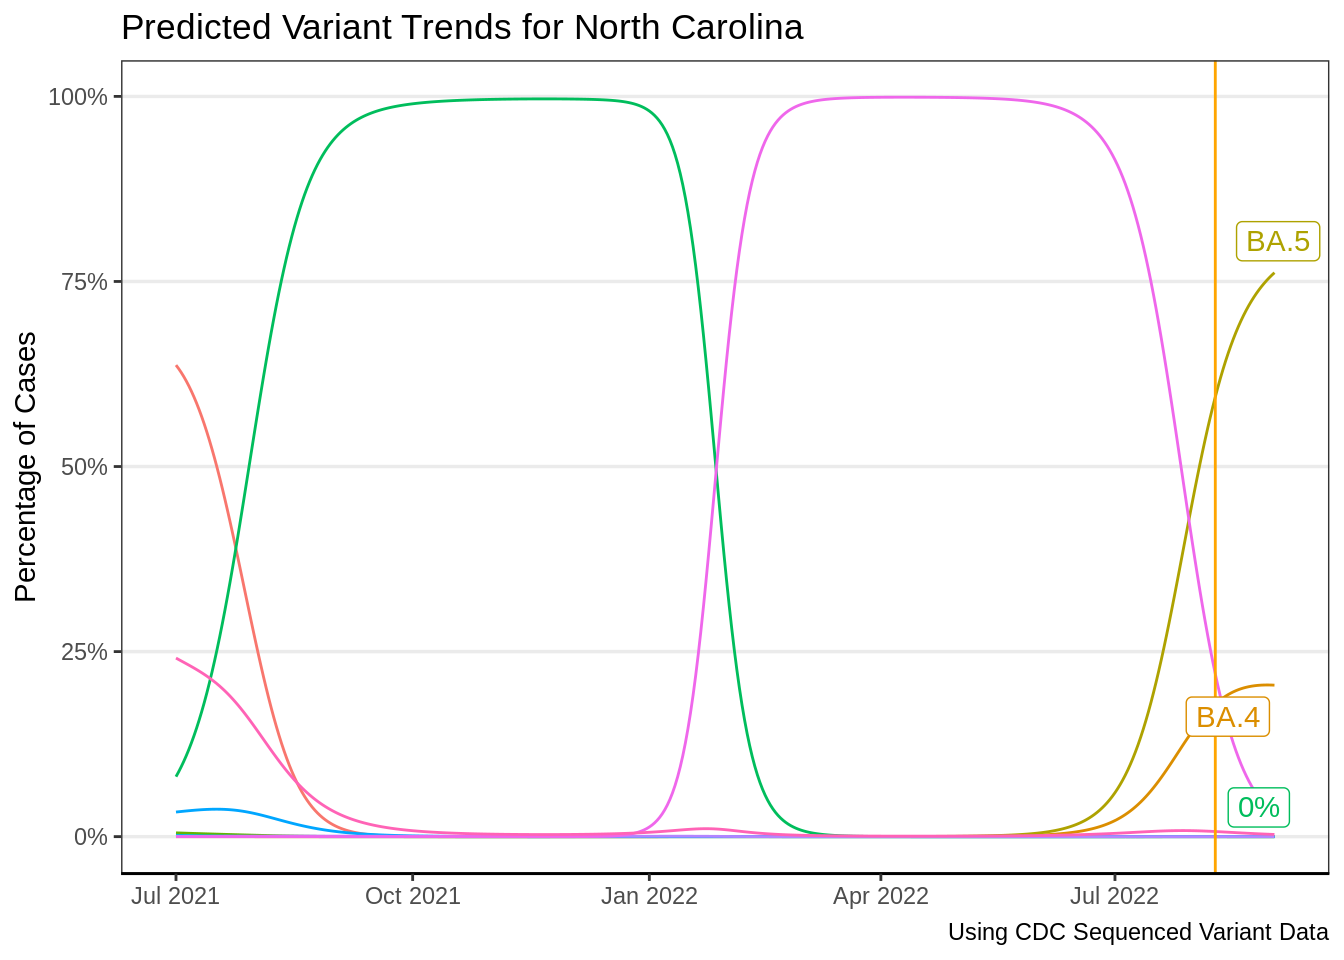 Predicted Variant Trends for North Carolina
Percentage of Cases
100%
75%
50%
25%
0%
BA.5
BA.4
0%
Jul 2021
Oct 2021
Jan 2022
Apr 2022
Jul 2022
Using CDC Sequenced Variant Data